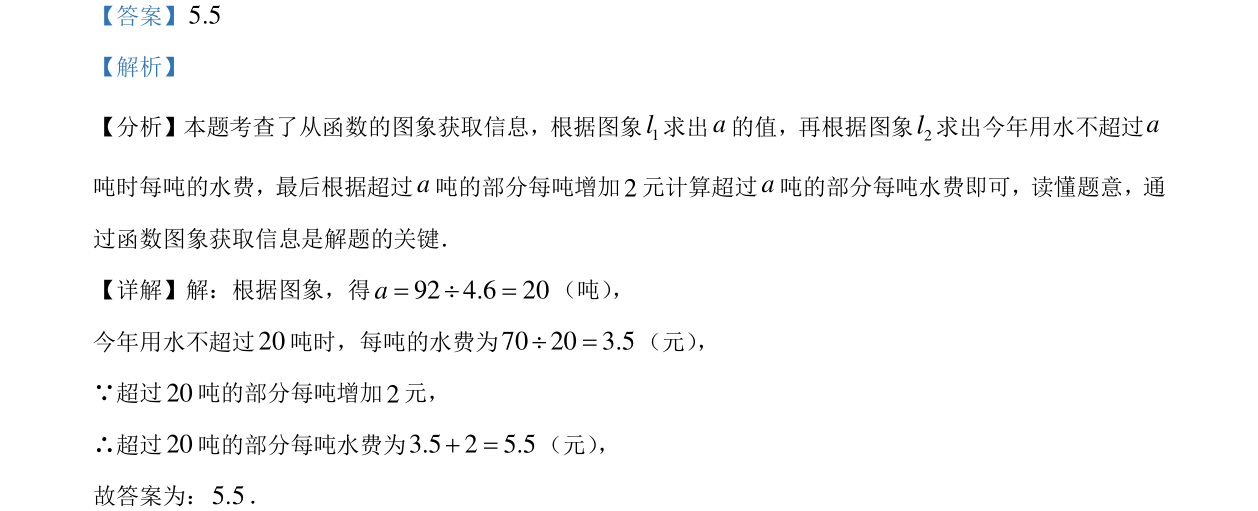 【答案】5.5
【解析】
【分析】本题考查了从函数的图象获取信息，根据图象l₁求出a的值，再根据图象l₂求出今年用水不超过a
吨时每吨的水费，最后根据超过a吨的部分每吨增加2元计算超过a吨的部分每吨水费即可，读懂题意，通
过函数图象获取信息是解题的关键．
【详解】解：根据图象，得a＝92÷4.6＝20（吨），
今年用水不超过20吨时，每吨的水费为70÷20＝3.5（元），
∵超过20吨的部分每吨增加2元，
∴超过20吨的部分每吨水费为3.5+2＝5.5（元），
故答案为：5.5．